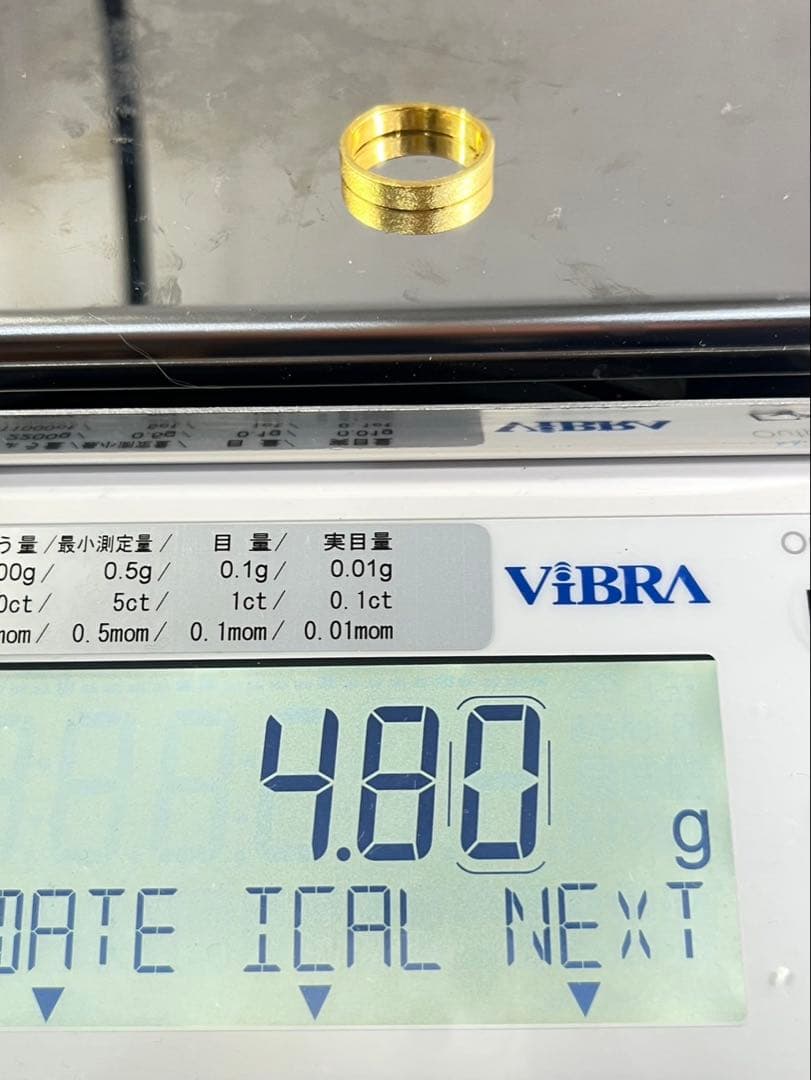 う量/最小測定量/ 目 量/ 実目量
00g/ 0.5g/ 0.1g/ 0.01g
0ct/ 5ct/ 1ct/ 0.1ct
mom/ 0.5mom/ 0.1mom/ 0.01mom
ViBRA
4.80 g
DATE ICAL NEXT